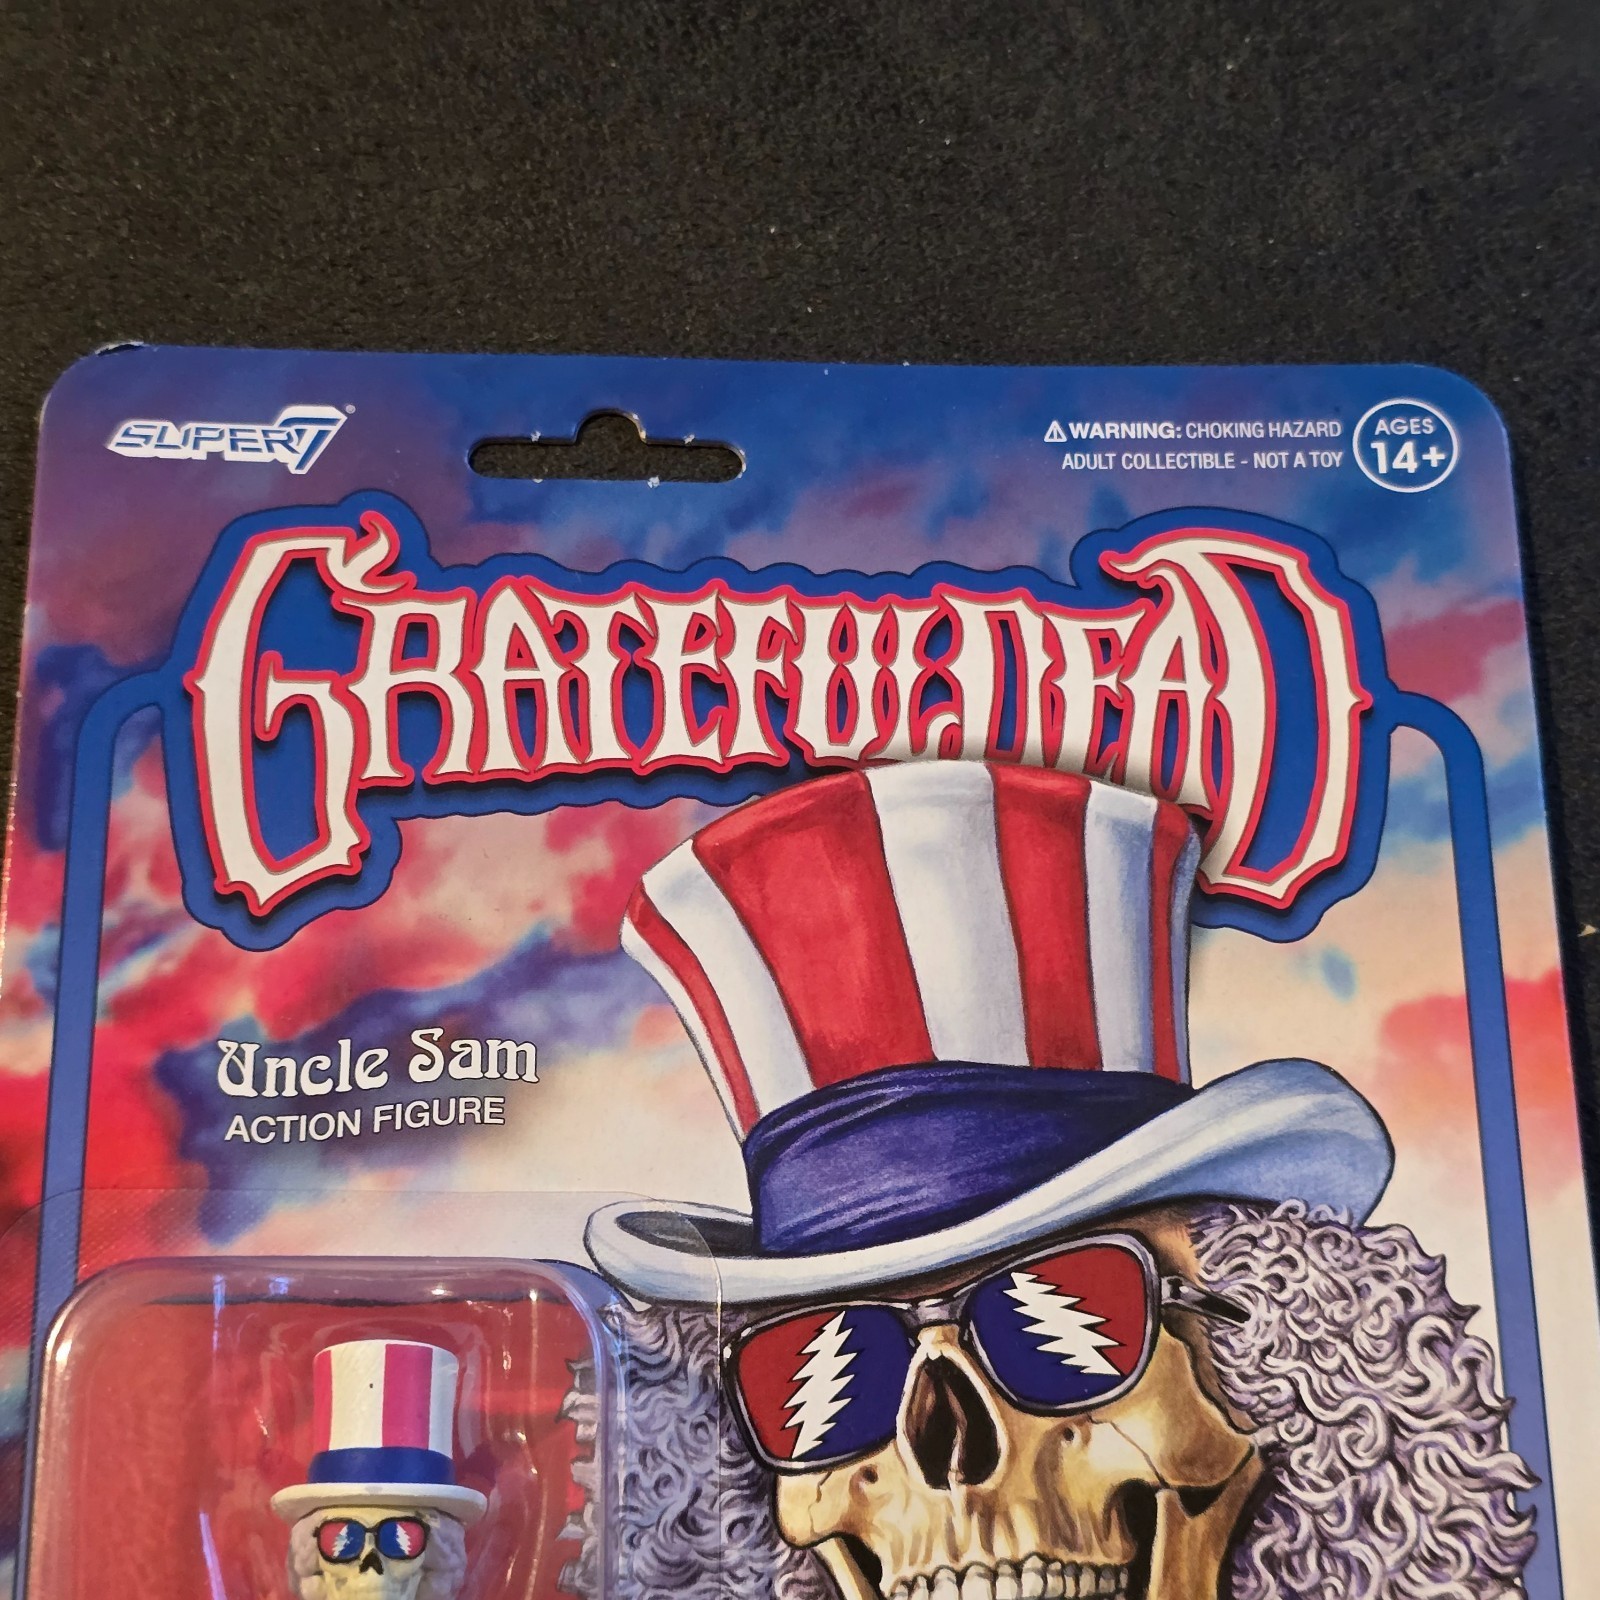 SUPER7®
WARNING: CHOKING HAZARD
ADULT COLLECTIBLE - NOT A TOY
AGES
14+
GRATEFUL DEAD
Uncle Sam
ACTION FIGURE